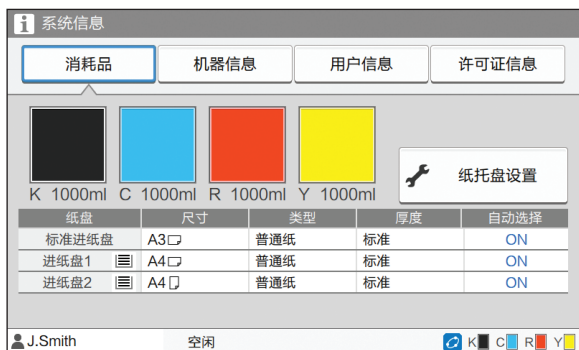 系统信息
消耗品 机器信息 用户信息 许可证信息
K 1000ml C 1000ml R 1000ml Y 1000ml
纸托盘设置
纸盘 尺寸 类型 厚度 自动选择
标准进纸盘 A3 普通纸 标准 ON
进纸盘1 A4 普通纸 标准 ON
进纸盘2 A4 普通纸 标准 ON
J.Smith 空闲 K C R Y